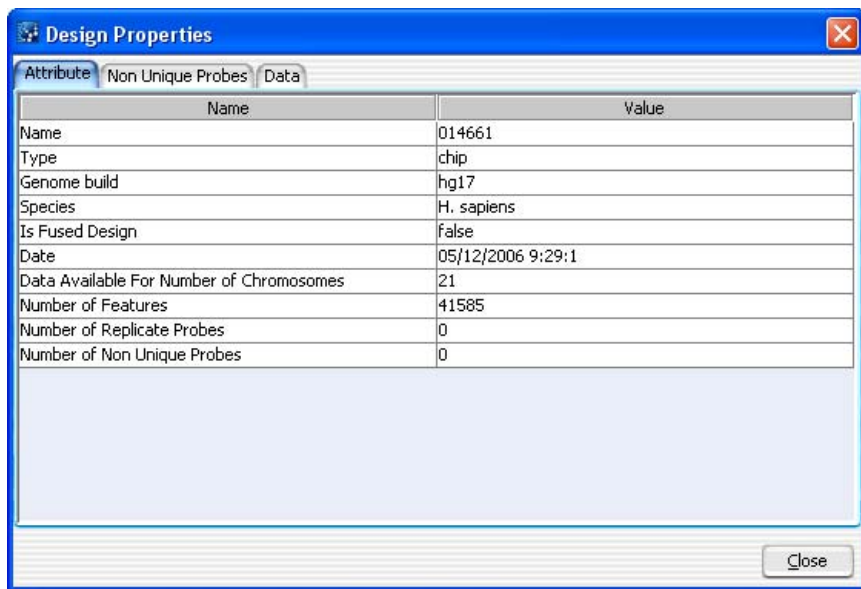 Design Properties
Attribute Non Unique Probes Data
Name Value
Name 014661
Type chip
Genome build hg17
Species H. sapiens
Is Fused Design false
Date 05/12/2006 9:29:1
Data Available For Number of Chromosomes 21
Number of Features 41585
Number of Replicate Probes 0
Number of Non Unique Probes 0
Close